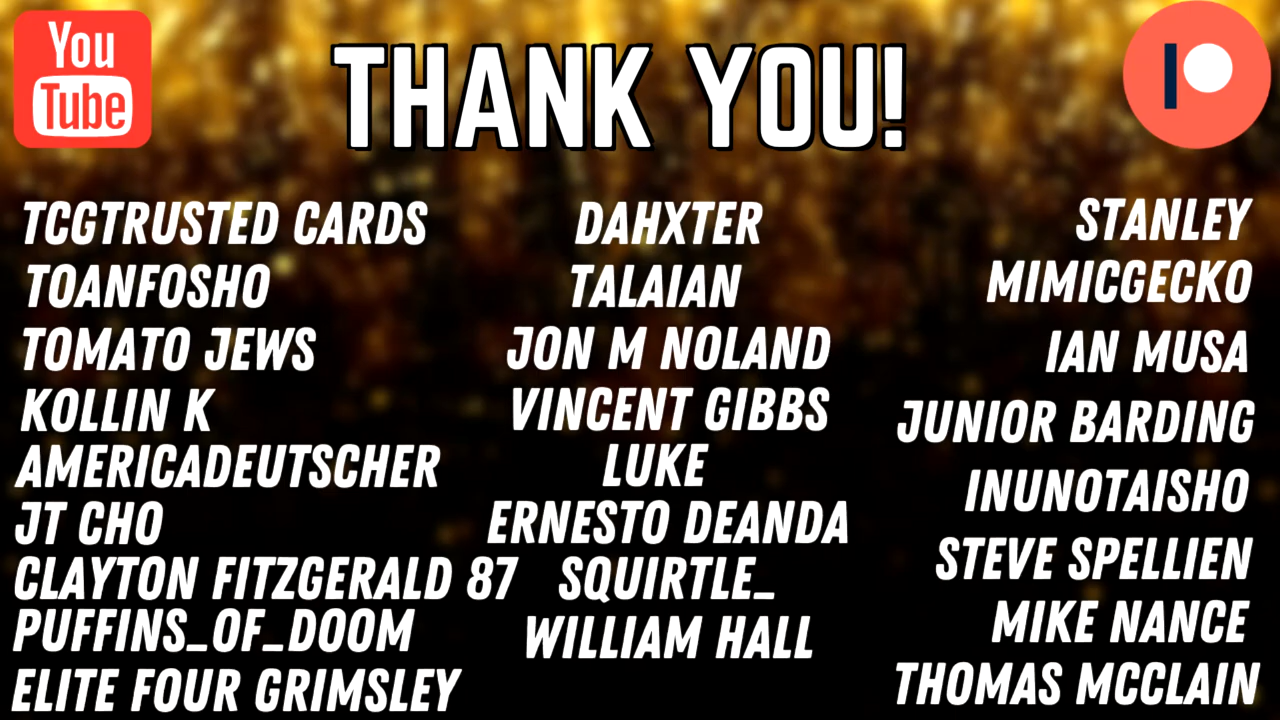 You
Tube
THANK YOU!
TCGTRUSTED CARDS
TOANFOSHO
TOMATO JEWS
KOLLIN K
AMERICADEUTSCHER
JT CHO
CLAYTON FITZGERALD 87
PUFFINS_OF_DOOM
ELITE FOUR GRIMSLEY
DAHXTER
TALAIAN
JON M NOLAND
VINCENT GIBBS
LUKE
ERNESTO DEANDA
SQUIRTLE_
WILLIAM HALL
STANLEY
MIMICGECKO
IAN MUSA
JUNIOR BARDING
INUNOTAISHO
STEVE SPELLIEN
MIKE NANCE
THOMAS MCCLAIN